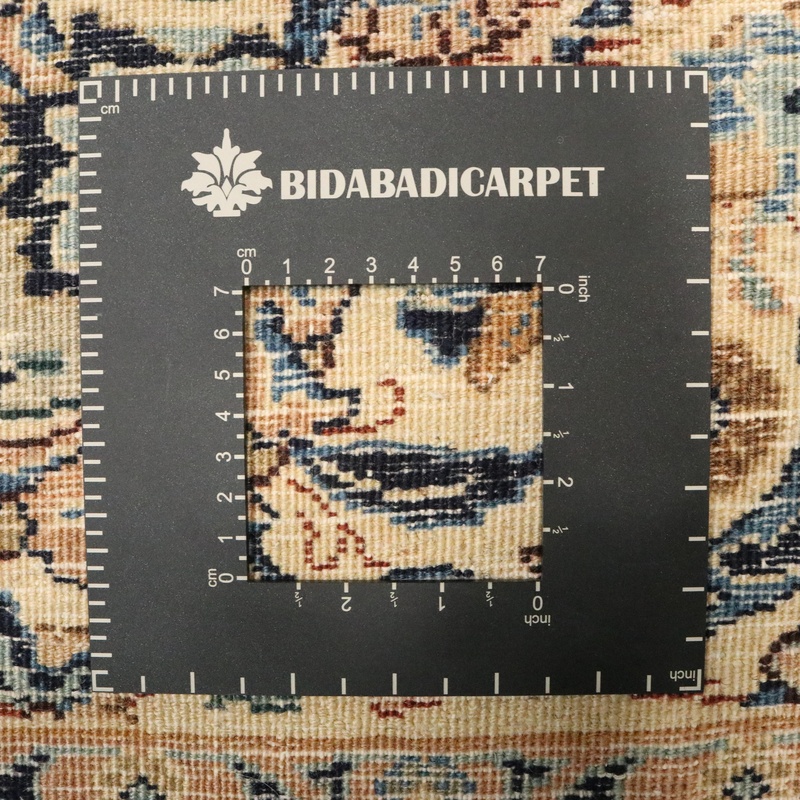 cm
BIDABADICARPET
cm
0 1 2 3 4 5 6 7
0 inch
½
1
½
2
½
7
6
5
4
3
2
1
0 cm
½ 2 ½ 1 ½ 0
inch
inch